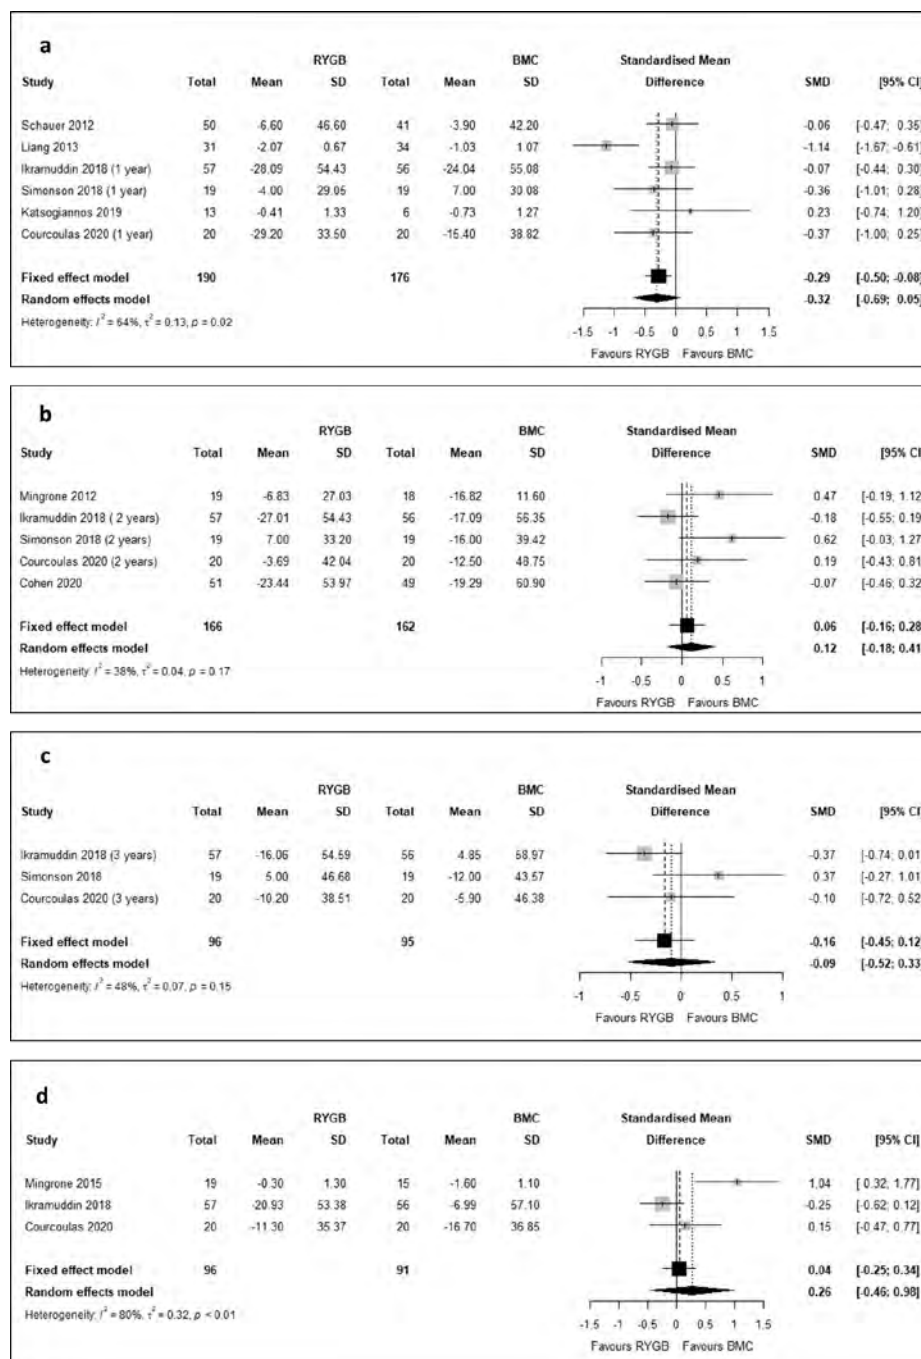 a
RYGB BMC Standardised Mean
Study Total Mean SD Total Mean SD Difference SMD [95% CI]
Schauer 2012 50 -6.60 46.60 41 -3.90 42.20 -0.06 [-0.47; 0.35]
Liang 2013 31 -2.07 0.67 34 -1.03 1.07 -1.14 [-1.67; -0.61]
Ikramuddin 2018 (1 year) 57 -28.09 54.43 56 -24.04 55.08 -0.07 [-0.44; 0.30]
Simonson 2018 (1 year) 19 -4.00 29.05 19 7.00 30.08 -0.36 [-1.01; 0.28]
Katsogiannos 2019 13 -0.41 1.33 6 -0.73 1.27 0.23 [-0.74; 1.20]
Courcoulas 2020 (1 year) 20 -29.20 33.50 20 -15.40 38.82 -0.37 [-1.00; 0.25]
Fixed effect model 190 176 -0.29 [-0.50; -0.08]
Random effects model -0.32 [-0.69; 0.05]
Heterogeneity: I² = 64%, τ² = 0.13, p = 0.02
-1.5 -1 -0.5 0 0.5 1 1.5
Favours RYGB Favours BMC
b
RYGB BMC Standardised Mean
Study Total Mean SD Total Mean SD Difference SMD [95% CI]
Mingrone 2012 19 -6.83 27.03 18 -16.82 11.60 0.47 [-0.19; 1.12]
Ikramuddin 2018 ( 2 years) 57 -27.01 54.43 56 -17.09 56.35 -0.18 [-0.55; 0.19]
Simonson 2018 (2 years) 19 7.00 33.20 19 -16.00 39.42 0.62 [-0.03; 1.27]
Courcoulas 2020 (2 years) 20 -3.69 42.04 20 -12.50 48.75 0.19 [-0.43; 0.81]
Cohen 2020 51 -23.44 53.97 49 -19.29 60.90 -0.07 [-0.46; 0.32]
Fixed effect model 166 162 0.06 [-0.16; 0.28]
Random effects model 0.12 [-0.18; 0.41]
Heterogeneity: I² = 38%, τ² = 0.04, p = 0.17
-1 -0.5 0 0.5 1
Favours RYGB Favours BMC
c
RYGB BMC Standardised Mean
Study Total Mean SD Total Mean SD Difference SMD [95% CI]
Ikramuddin 2018 (3 years) 57 -16.06 54.59 56 4.85 58.97 -0.37 [-0.74; 0.01]
Simonson 2018 19 5.00 46.68 19 -12.00 43.57 0.37 [-0.27; 1.01]
Courcoulas 2020 (3 years) 20 -10.20 38.51 20 -5.90 46.38 -0.10 [-0.72; 0.52]
Fixed effect model 96 95 -0.16 [-0.45; 0.12]
Random effects model -0.09 [-0.52; 0.33]
Heterogeneity: I² = 48%, τ² = 0.07, p = 0.15
-1 -0.5 0 0.5 1
Favours RYGB Favours BMC
d
RYGB BMC Standardised Mean
Study Total Mean SD Total Mean SD Difference SMD [95% CI]
Mingrone 2015 19 -0.30 1.30 15 -1.60 1.10 1.04 [ 0.32; 1.77]
Ikramuddin 2018 57 -20.93 53.38 56 -6.99 57.10 -0.25 [-0.62; 0.12]
Courcoulas 2020 20 -11.30 35.37 20 -16.70 36.85 0.15 [-0.47; 0.77]
Fixed effect model 96 91 0.04 [-0.25; 0.34]
Random effects model 0.26 [-0.46; 0.98]
Heterogeneity: I² = 80%, τ² = 0.32, p < 0.01
-1.5 -1 -0.5 0 0.5 1 1.5
Favours RYGB Favours BMC